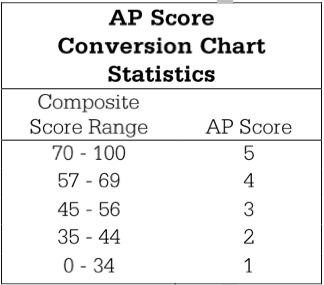 AP Score
Conversion Chart
Statistics
Composite
Score Range AP Score
70 - 100 5
57 - 69 4
45 - 56 3
35 - 44 2
0 - 34 1